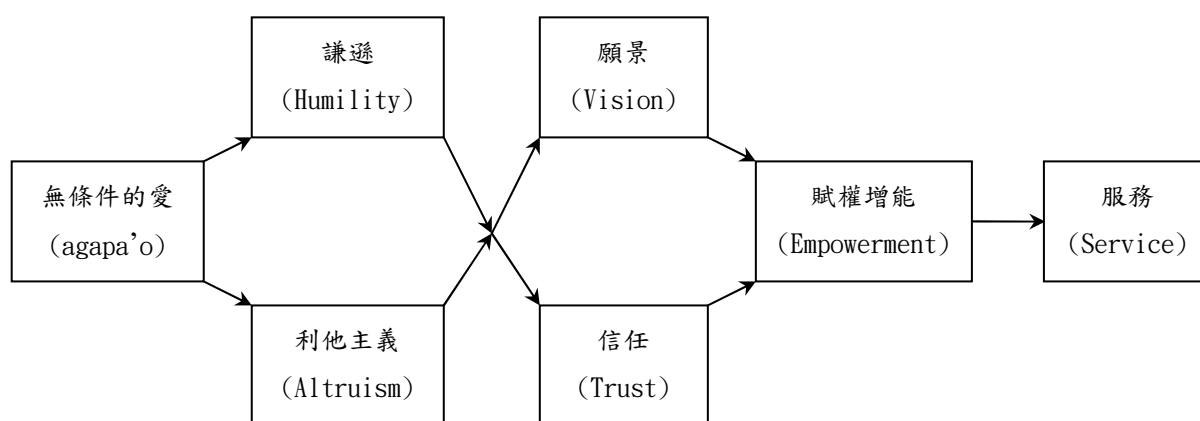 謙遜
(Humility)
願景
(Vision)
無條件的愛
(agapa’o)
賦權增能
(Empowerment)
服務
(Service)
利他主義
(Altruism)
信任
(Trust)